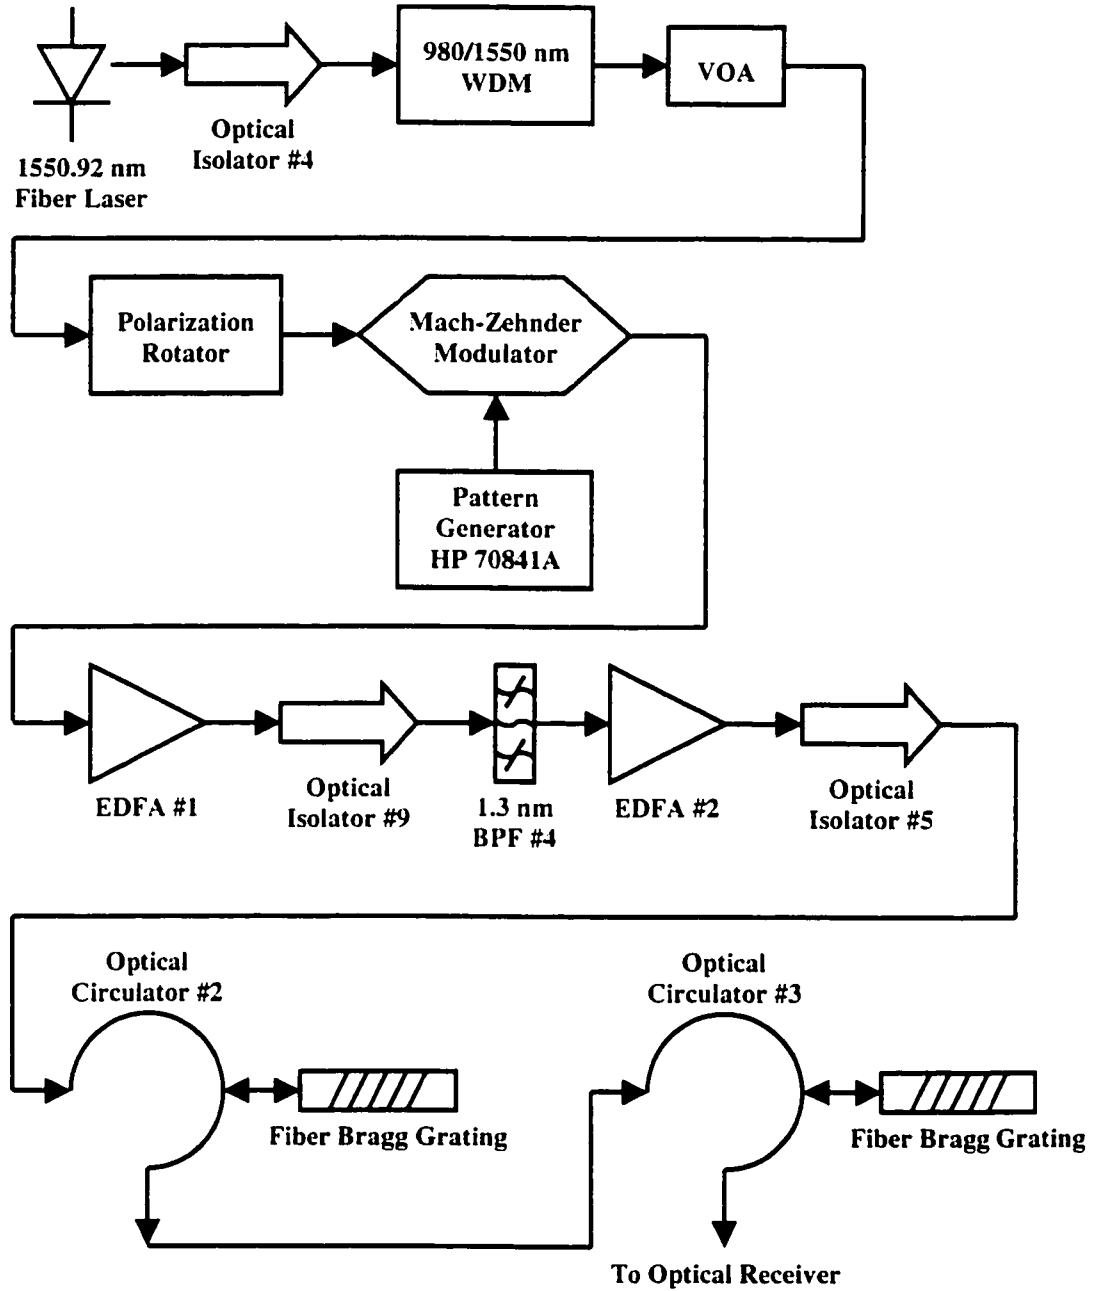 980/1550 nm
WDM
VOA
Optical
Isolator #4
1550.92 nm
Fiber Laser
Polarization
Rotator
Mach-Zehnder
Modulator
Pattern
Generator
HP 70841A
EDFA #1
Optical
Isolator #9
1.3 nm
BPF #4
EDFA #2
Optical
Isolator #5
Optical
Circulator #2
Fiber Bragg Grating
Optical
Circulator #3
Fiber Bragg Grating
To Optical Receiver